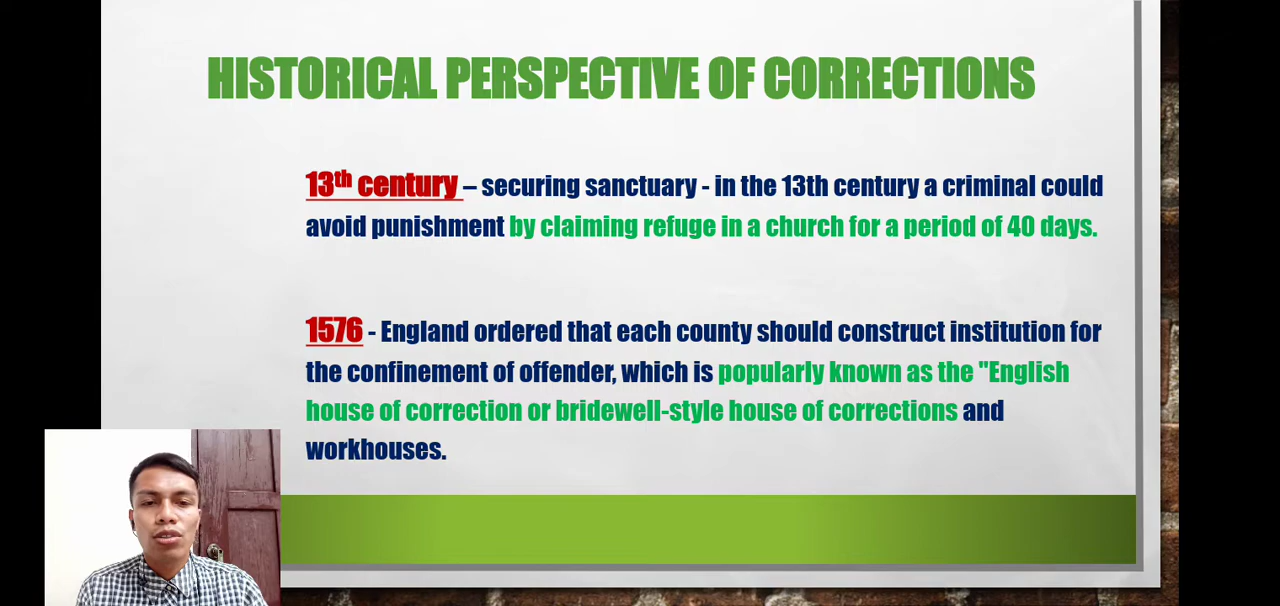 HISTORICAL PERSPECTIVE OF CORRECTIONS
13th century – securing sanctuary - in the 13th century a criminal could
avoid punishment by claiming refuge in a church for a period of 40 days.
1576 - England ordered that each county should construct institution for
the confinement of offender, which is popularly known as the "English
house of correction or bridewell-style house of corrections and
workhouses.